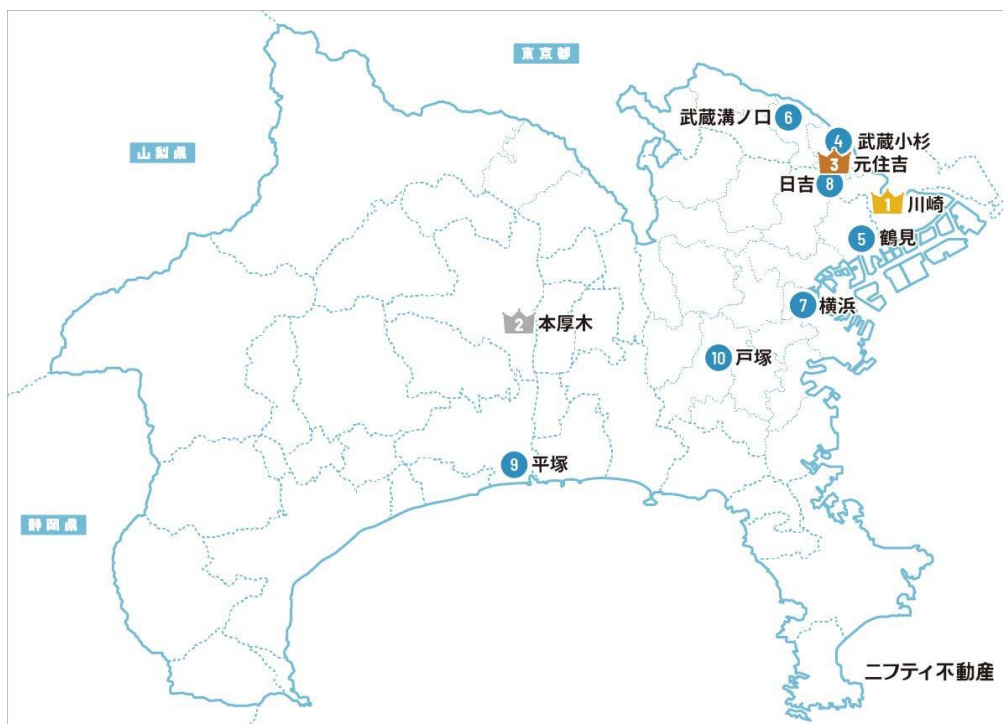 東京都
山梨県
武蔵溝ノ口 6
4 武蔵小杉
3 元住吉
日吉 8
1 川崎
5 鶴見
7 横浜
2 本厚木
10 戸塚
9 平塚
静岡県
ニフティ不動産